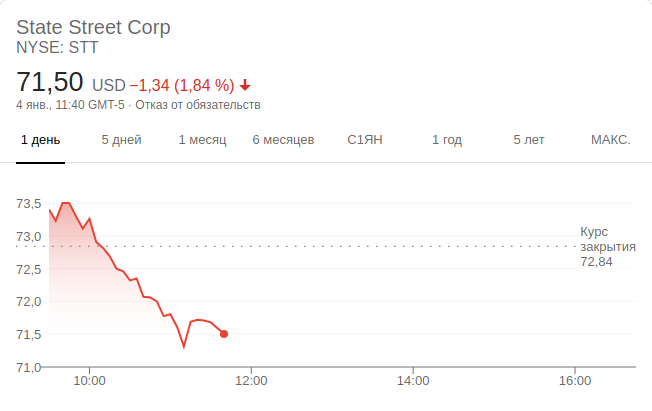 State Street Corp
NYSE: STT
71,50 USD −1,34 (1,84 %)
4 янв., 11:40 GMT-5 · Отказ от обязательств
1 день 5 дней 1 месяц 6 месяцев С1ЯН 1 год 5 лет МАКС.
73,5
73,0
72,5
72,0
71,5
71,0
Курс
закрытия
72,84
10:00 12:00 14:00 16:00